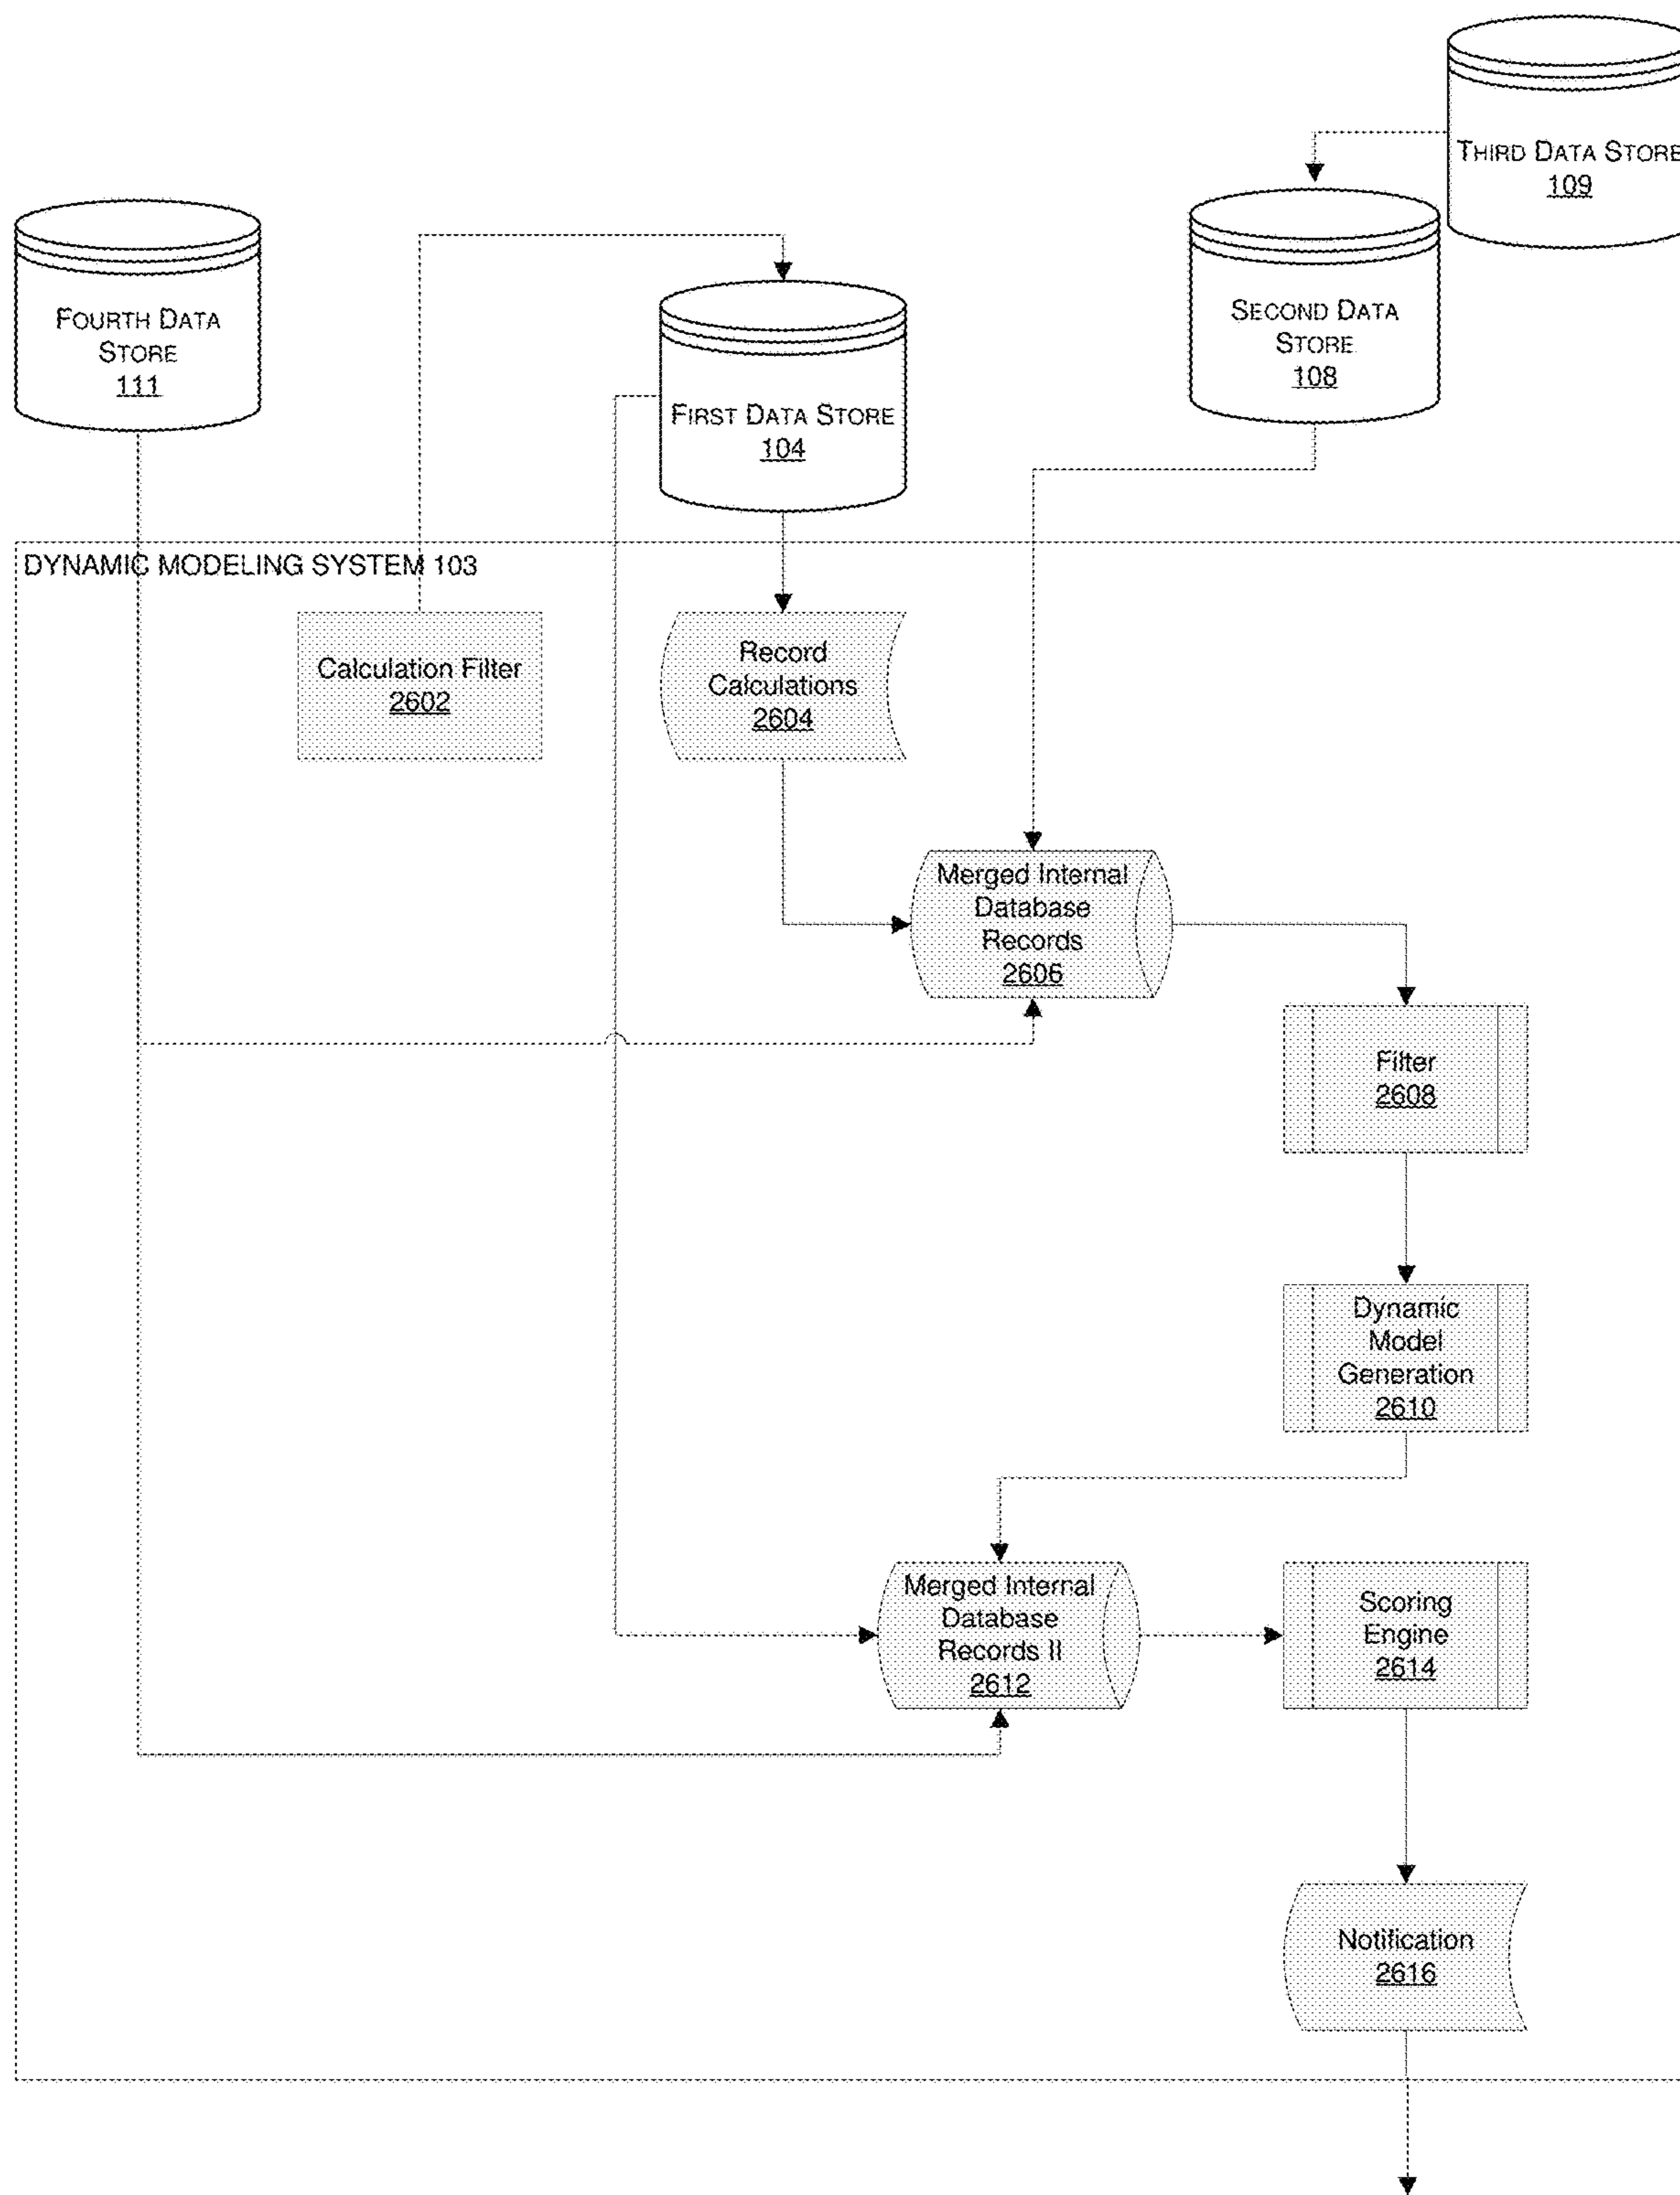 THIRD DATA STORE
109
FOURTH DATA
STORE
111
SECOND DATA
STORE
108
FIRST DATA STORE
104
DYNAMIC MODELING SYSTEM 103
Calculation Filter
2602
Record
Calculations
2604
Merged Internal
Database
Records
2606
Filter
2608
Dynamic
Model
Generation
2610
Merged Internal
Database
Records II
2612
Scoring
Engine
2614
Notification
2616